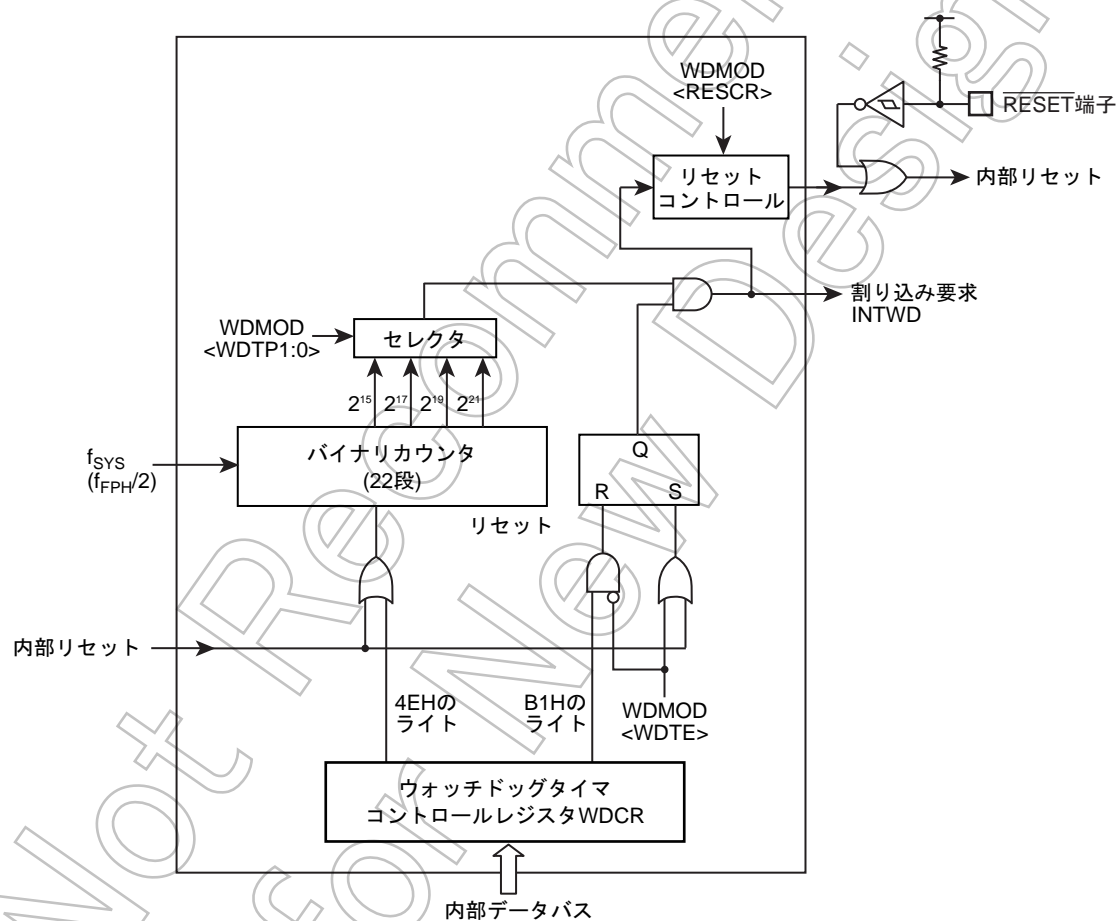 WDMOD
<RESCR>
RESET端子
リセット
コントロール
内部リセット
割り込み要求
INTWD
WDMOD
<WDTP1:0>
セレクタ
2¹⁵ 2¹⁷ 2¹⁹ 2²¹
fSYS
(fFPH/2)
バイナリカウンタ
(22段)
リセット
Q
R S
内部リセット
4EHの
ライト
B1Hの
ライト
WDMOD
<WDTE>
ウォッチドッグタイマ
コントロールレジスタWDCR
内部データバス
Not Recommended
for New Design